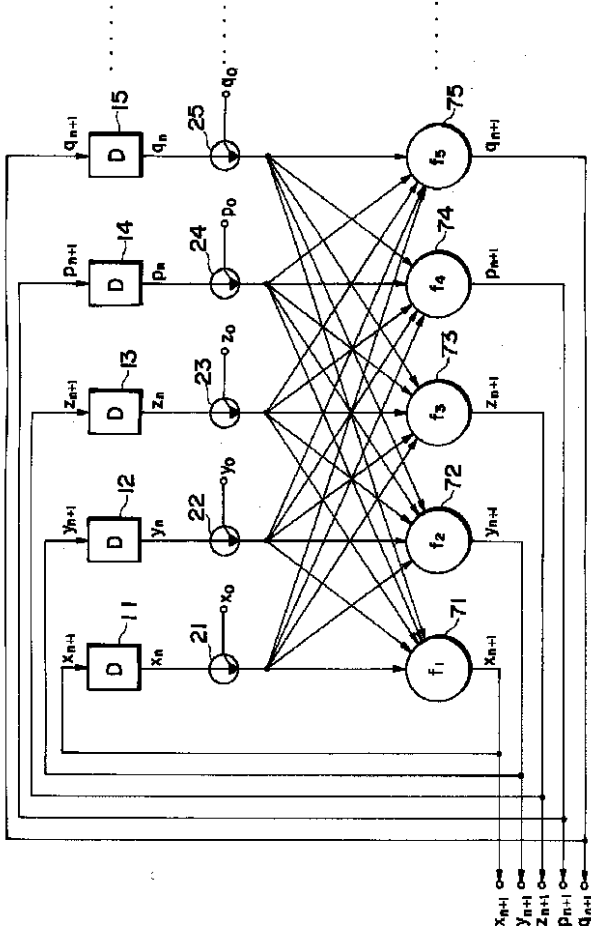 q_{n+1} p_{n+1} z_{n+1} y_{n+1} x_{n+1}
15 14 13 12 11
D D D D D
q_n p_n z_n y_n x_n
25 24 23 22 21
q_0 p_0 z_0 y_0 x_0
75 74 73 72 71
f_5 f_4 f_3 f_2 f_1
q_{n+1} p_{n+1} z_{n+1} y_{n+1} x_{n+1}
x_{n+1}
y_{n+1}
z_{n+1}
p_{n+1}
q_{n+1}